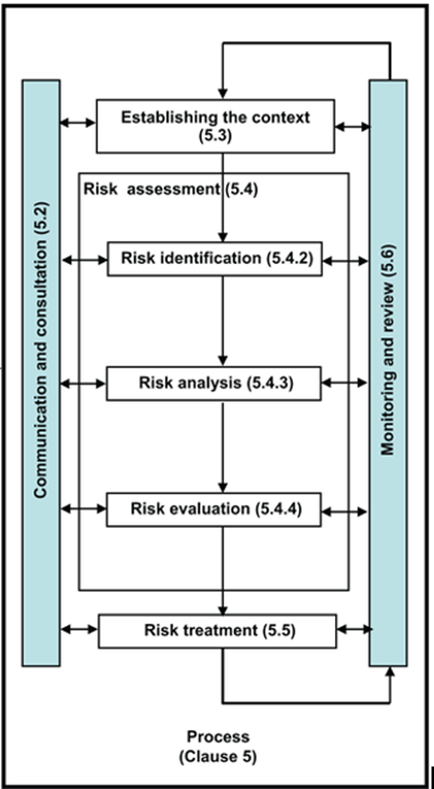 Establishing the context
(5.3)
Risk assessment (5.4)
Risk identification (5.4.2)
Risk analysis (5.4.3)
Risk evaluation (5.4.4)
Risk treatment (5.5)
Communication and consultation (5.2)
Monitoring and review (5.6)
Process
(Clause 5)